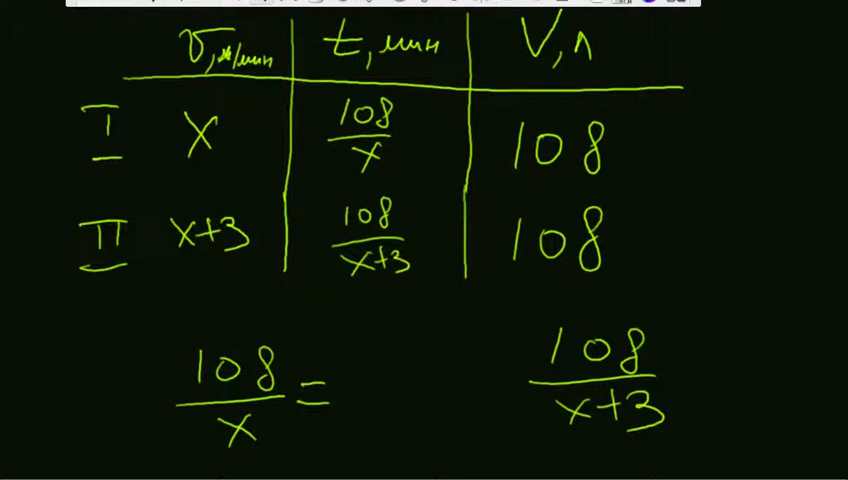 v, л/мин t, мин V, л
I x 108/x 108
II x+3 108/(x+3) 108
108/x = 108/(x+3)